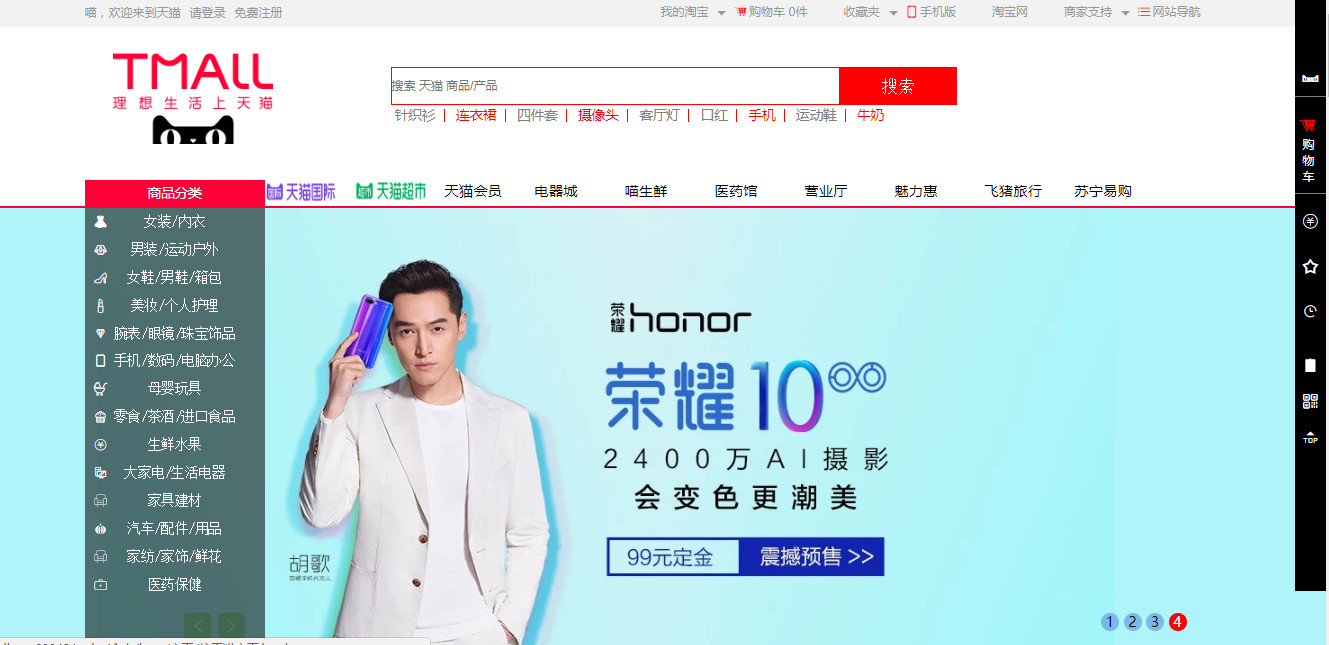 喵，欢迎来到天猫 请登录 免费注册 我的淘宝 购物车 0件 收藏夹 手机版 淘宝网 商家支持 网站导航
TMALL
理想生活上天猫
搜索 天猫 商品/产品 搜索
针织衫 | 连衣裙 | 四件套 | 摄像头 | 客厅灯 | 口红 | 手机 | 运动鞋 | 牛奶
商品分类 天猫国际 天猫超市 天猫会员 电器城 喵生鲜 医药馆 营业厅 魅力惠 飞猪旅行 苏宁易购
女装/内衣
男装/运动户外
女鞋/男鞋/箱包
美妆/个人护理
腕表/眼镜/珠宝饰品
手机/数码/电脑办公
母婴玩具
零食/茶酒/进口食品
生鲜水果
大家电/生活电器
家具建材
汽车/配件/用品
家纺/家饰/鲜花
医药保健
荣耀 honor
荣耀10
2400万AI摄影
会变色更潮美
99元定金 震撼预售 >>
胡歌
< >
1 2 3 4
购物车
TOP